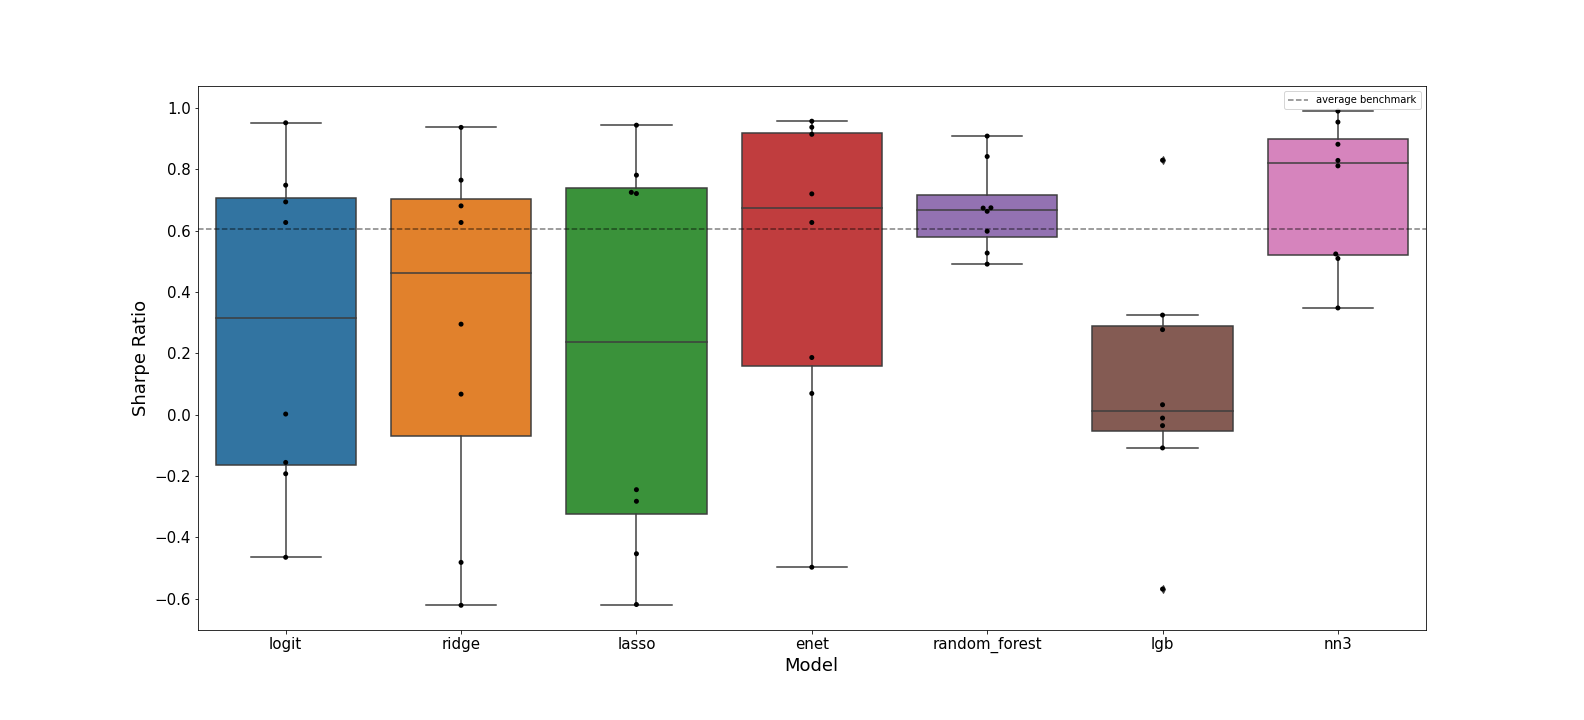 average benchmark
Sharpe Ratio
1.0
0.8
0.6
0.4
0.2
0.0
−0.2
−0.4
−0.6
logit ridge lasso enet random_forest lgb nn3
Model